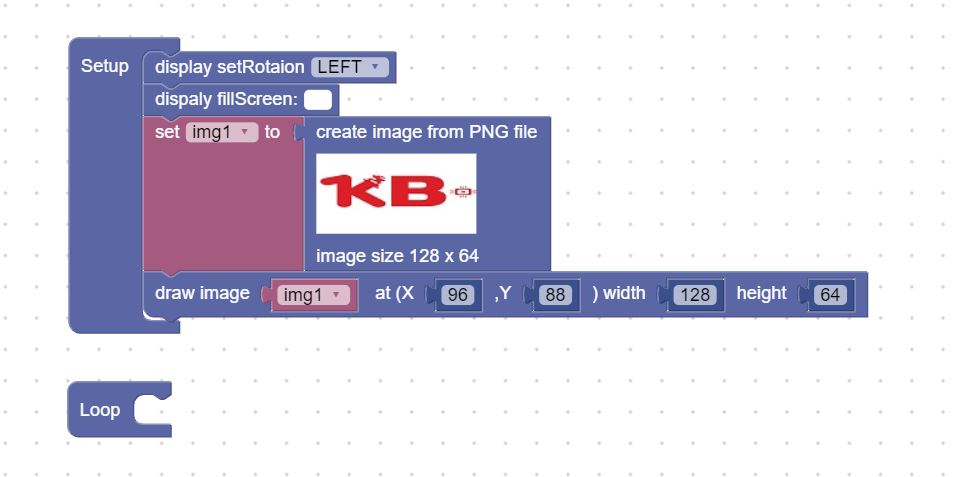 Setup
display setRotaion LEFT
dispaly fillScreen:
set img1 to create image from PNG file
KB
image size 128 x 64
draw image img1 at (X 96 ,Y 88 ) width 128 height 64
Loop